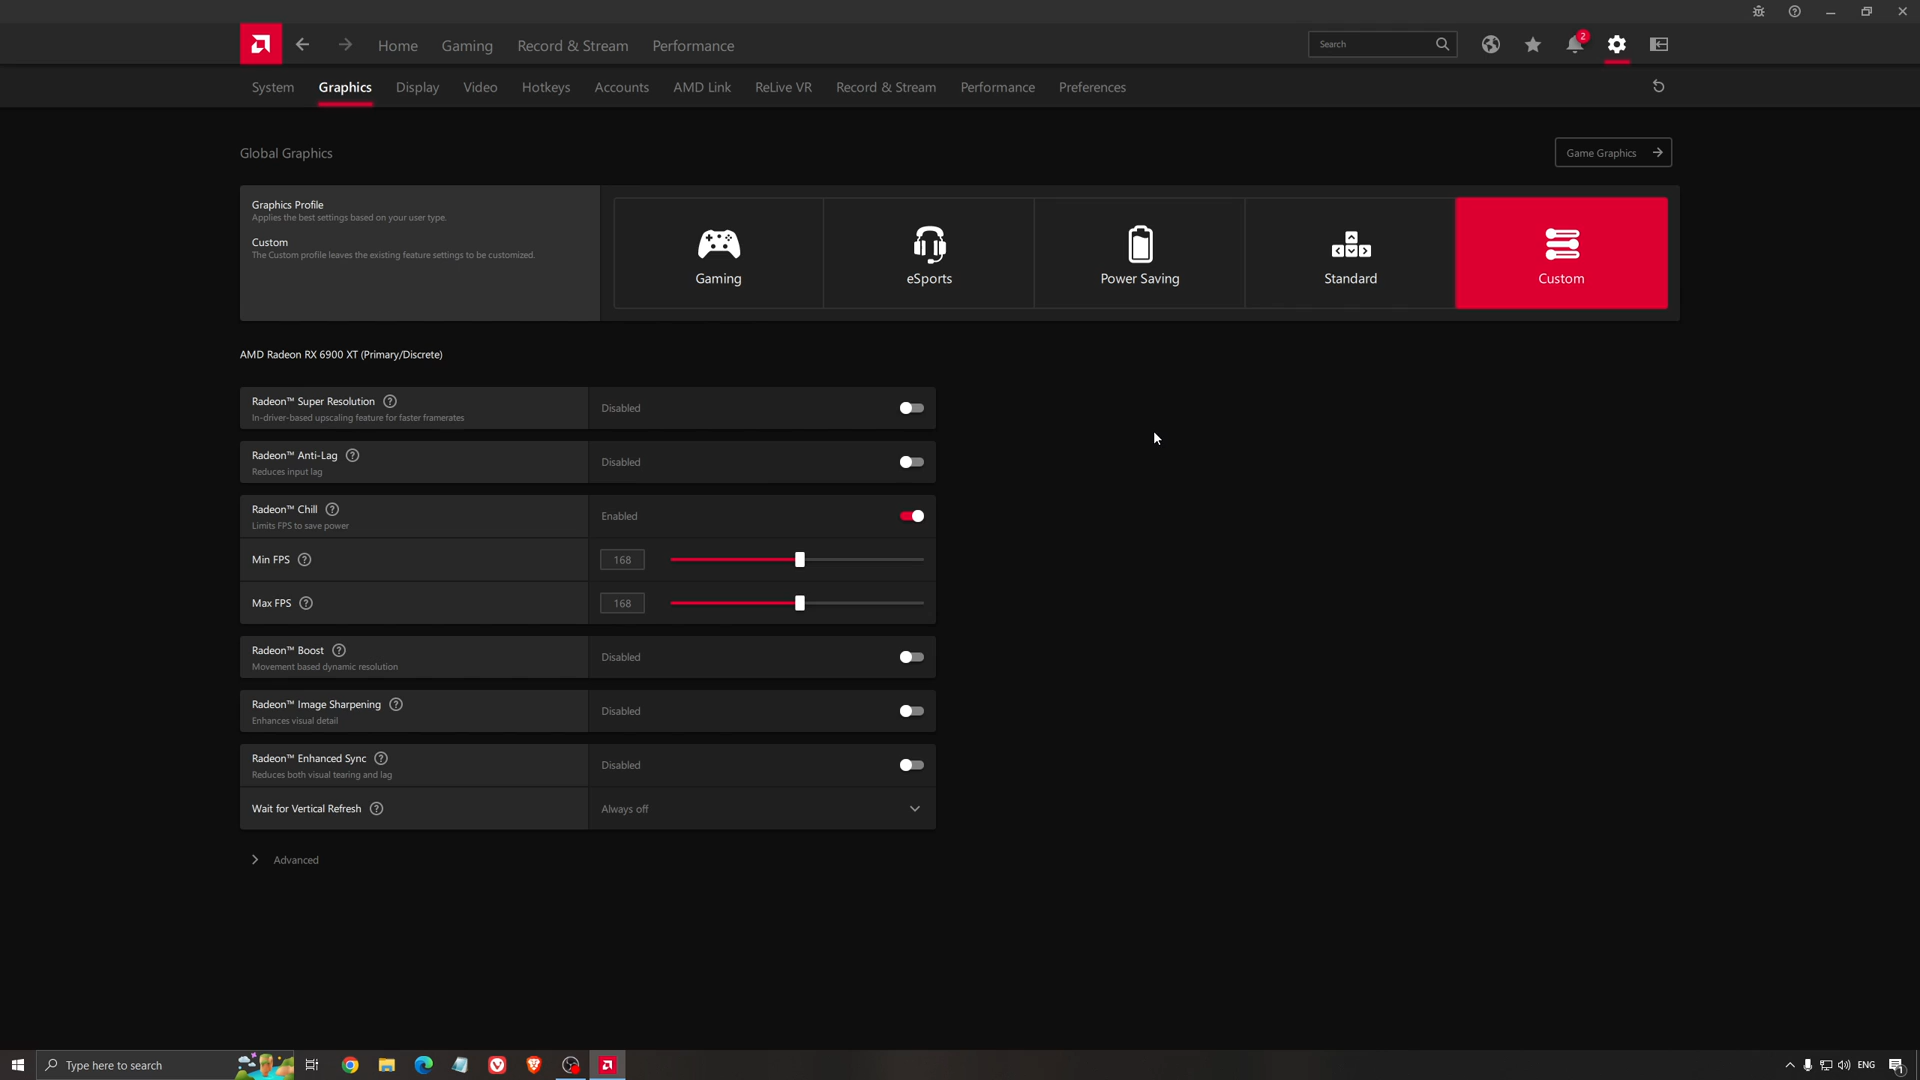 Home
Gaming
Record & Stream
Performance
Search
2
System
Graphics
Display
Video
Hotkeys
Accounts
AMD Link
ReLive VR
Record & Stream
Performance
Preferences
Global Graphics
Game Graphics
Graphics Profile
Applies the best settings based on your user type.
Custom
The Custom profile leaves the existing feature settings to be customized.
Gaming
eSports
Power Saving
Standard
Custom
AMD Radeon RX 6900 XT (Primary/Discrete)
Radeon™ Super Resolution ?
In-driver-based upscaling feature for faster framerates
Disabled
Radeon™ Anti-Lag ?
Reduces input lag
Disabled
Radeon™ Chill ?
Limits FPS to save power
Enabled
Min FPS ?
168
Max FPS ?
168
Radeon™ Boost ?
Movement based dynamic resolution
Disabled
Radeon™ Image Sharpening ?
Enhances visual detail
Disabled
Radeon™ Enhanced Sync ?
Reduces both visual tearing and lag
Disabled
Wait for Vertical Refresh ?
Always off
Advanced
Type here to search
ENG
1